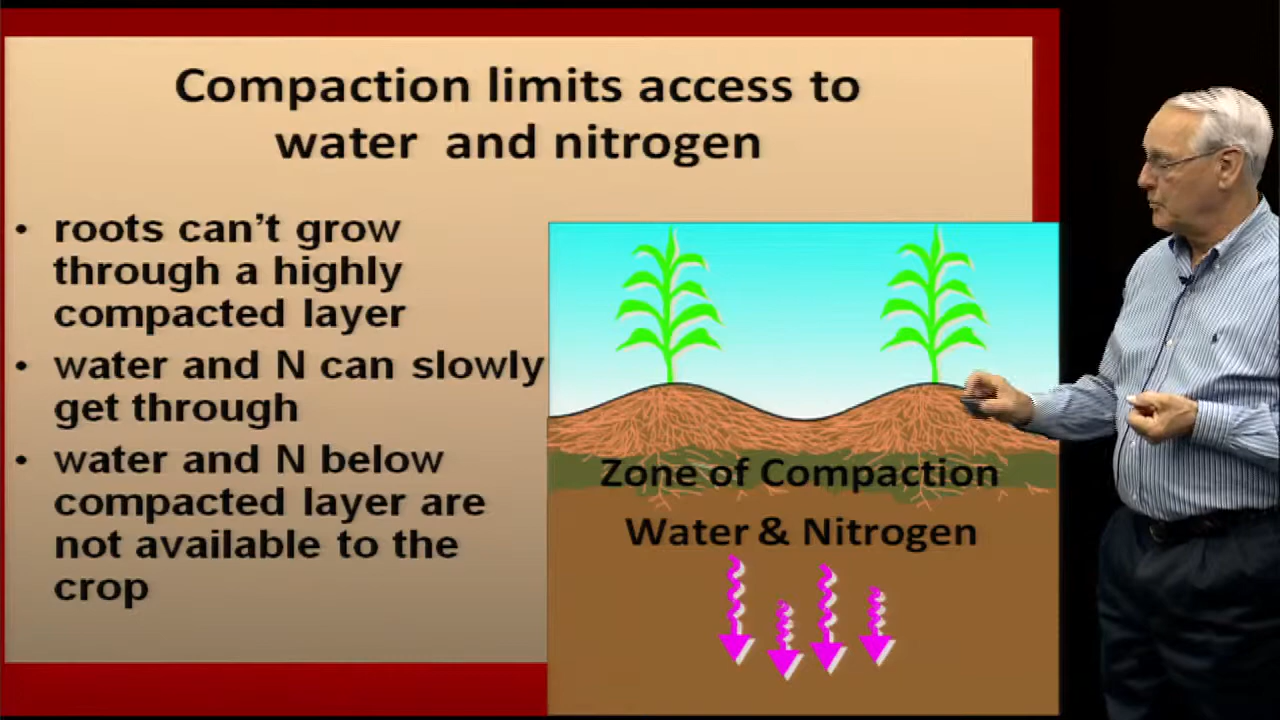 Compaction limits access to
water and nitrogen
• roots can't grow
through a highly
compacted layer
• water and N can slowly
get through
• water and N below
compacted layer are
not available to the
crop
Zone of Compaction
Water & Nitrogen